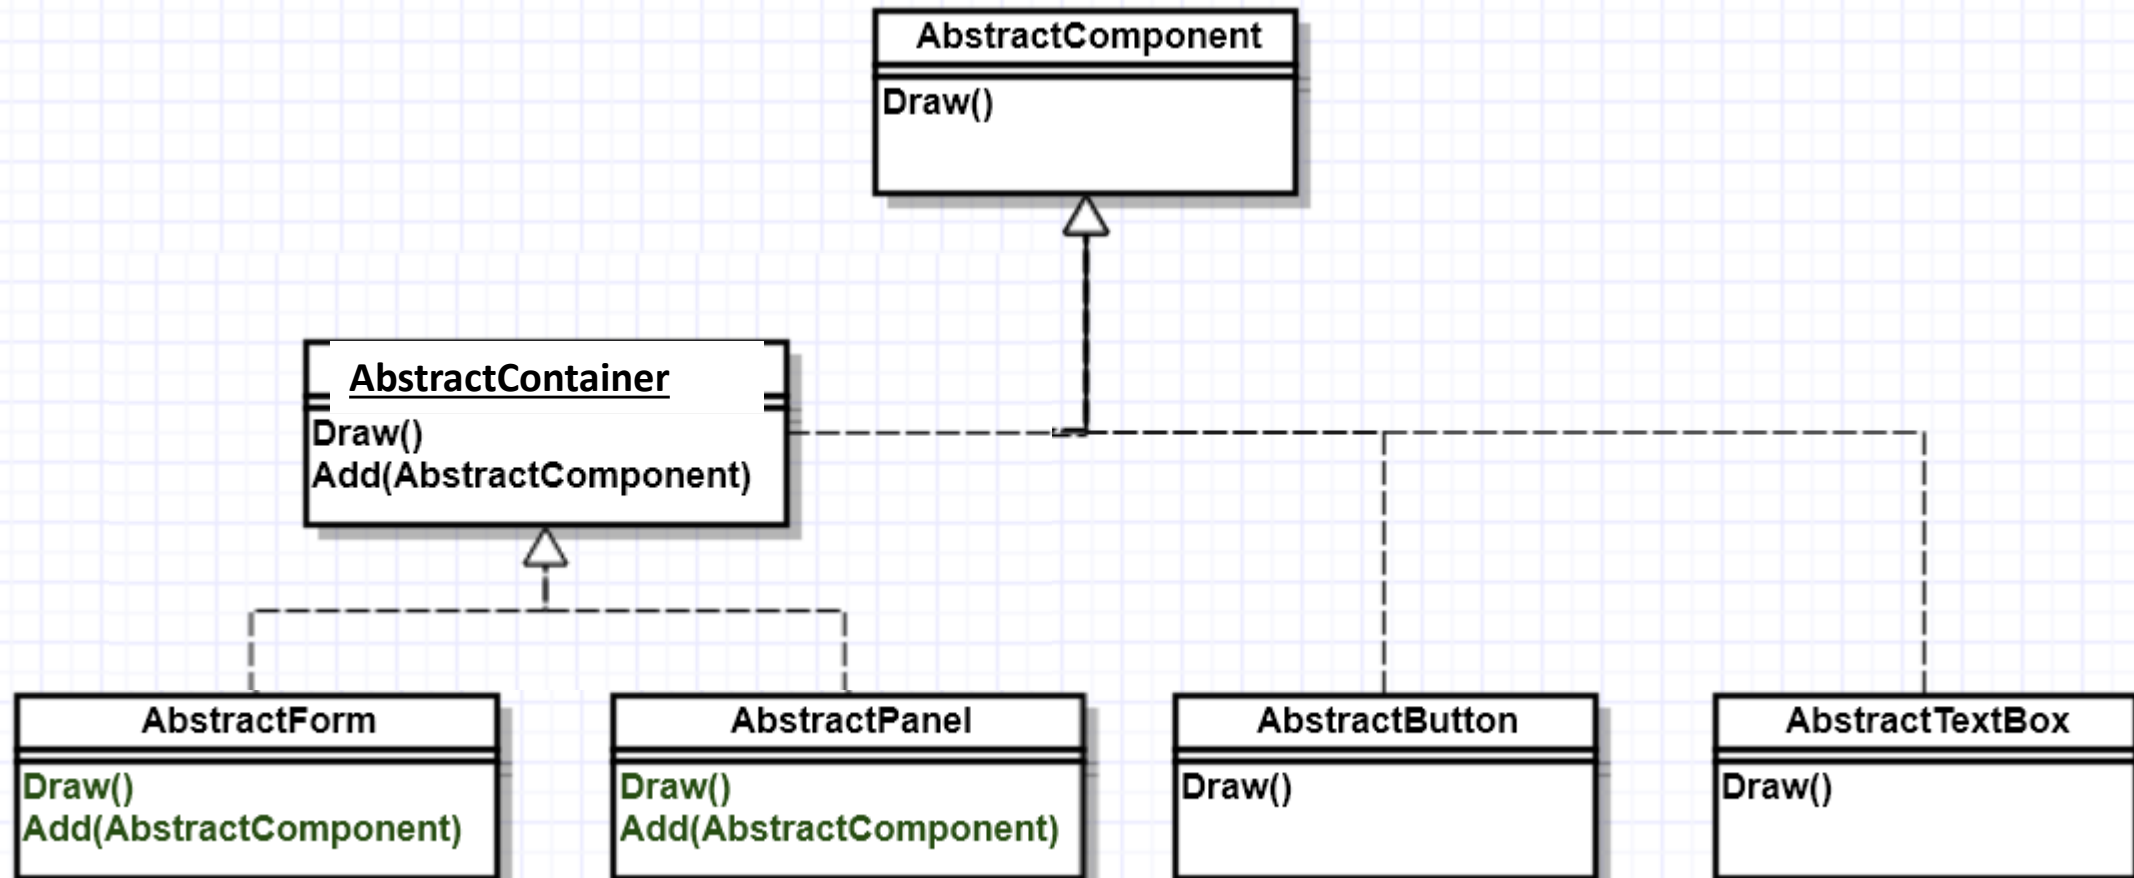 AbstractComponent
Draw()
AbstractContainer
Draw()
Add(AbstractComponent)
AbstractForm
Draw()
Add(AbstractComponent)
AbstractPanel
Draw()
Add(AbstractComponent)
AbstractButton
Draw()
AbstractTextBox
Draw()